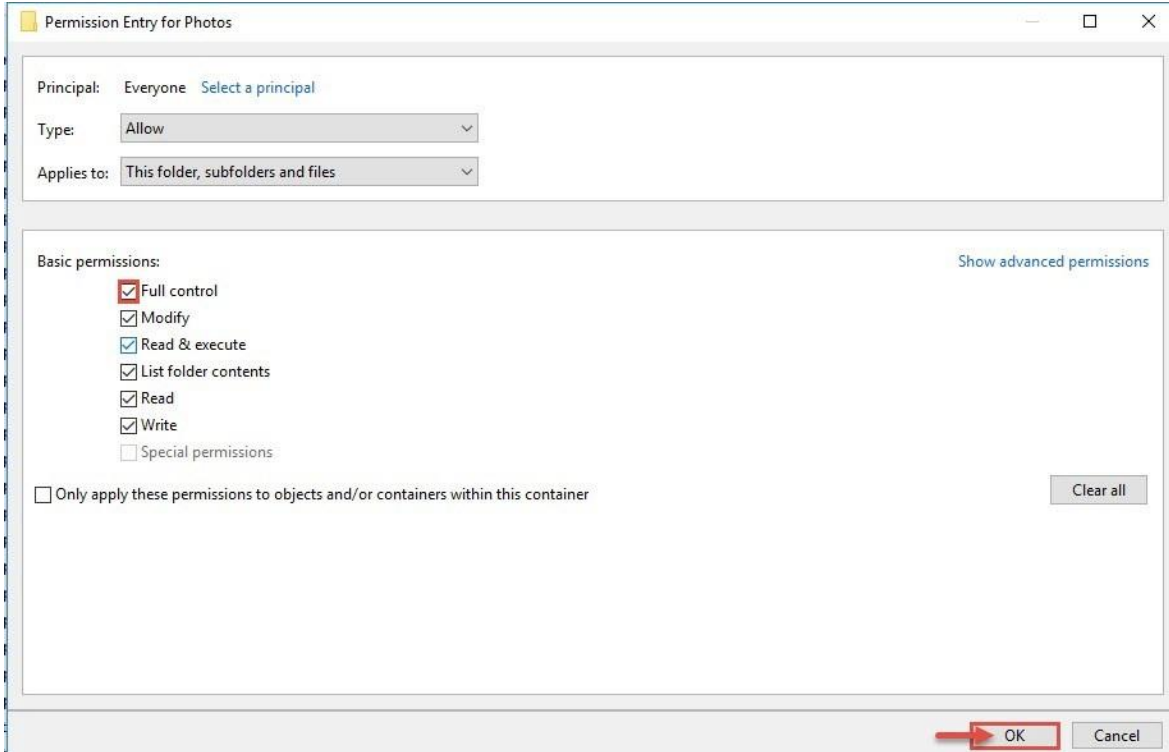 Permission Entry for Photos
Principal: Everyone Select a principal
Type: Allow
Applies to: This folder, subfolders and files
Basic permissions: Show advanced permissions
Full control
Modify
Read & execute
List folder contents
Read
Write
Special permissions
Only apply these permissions to objects and/or containers within this container Clear all
OK Cancel